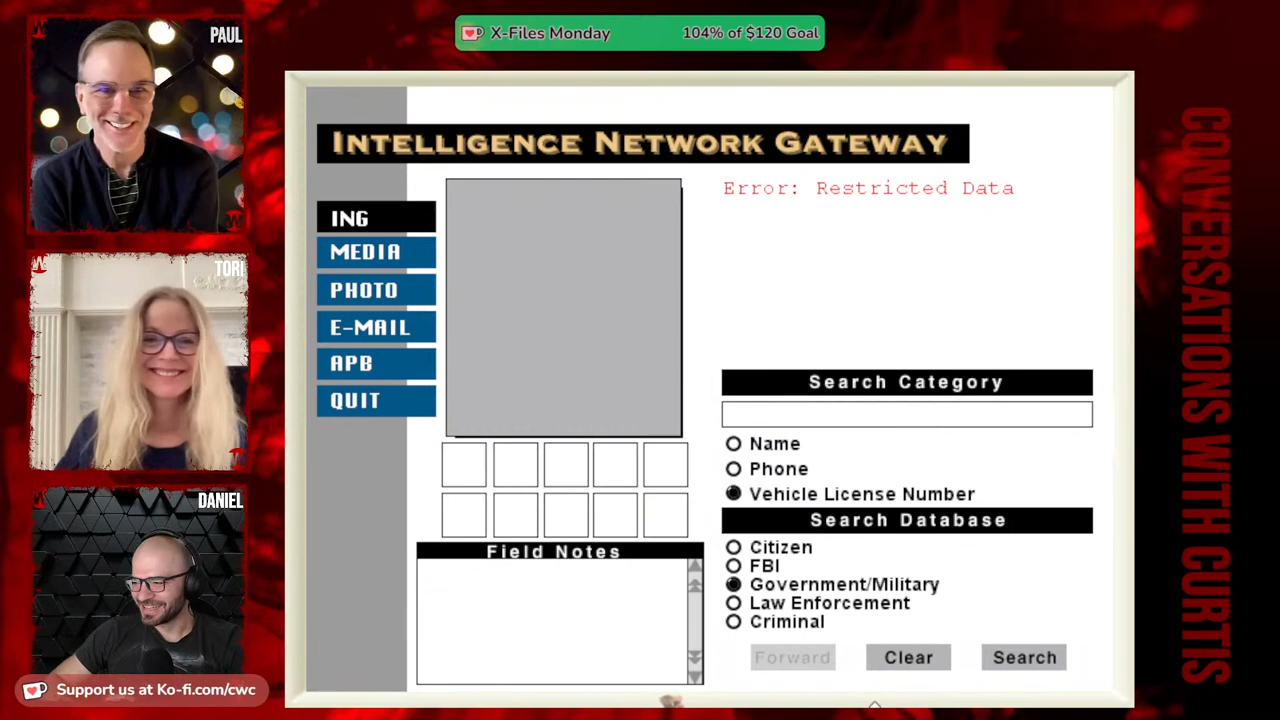 PAUL
X-Files Monday 104% of $120 Goal
INTELLIGENCE NETWORK GATEWAY
Error: Restricted Data
ING
MEDIA
PHOTO
E-MAIL
APB
QUIT
TORI
Search Category
Name
Phone
Vehicle License Number
Search Database
Citizen
FBI
Government/Military
Law Enforcement
Criminal
Forward Clear Search
Field Notes
DANIEL
Support us at Ko-fi.com/cwc
CONVERSATIONS WITH CURTIS